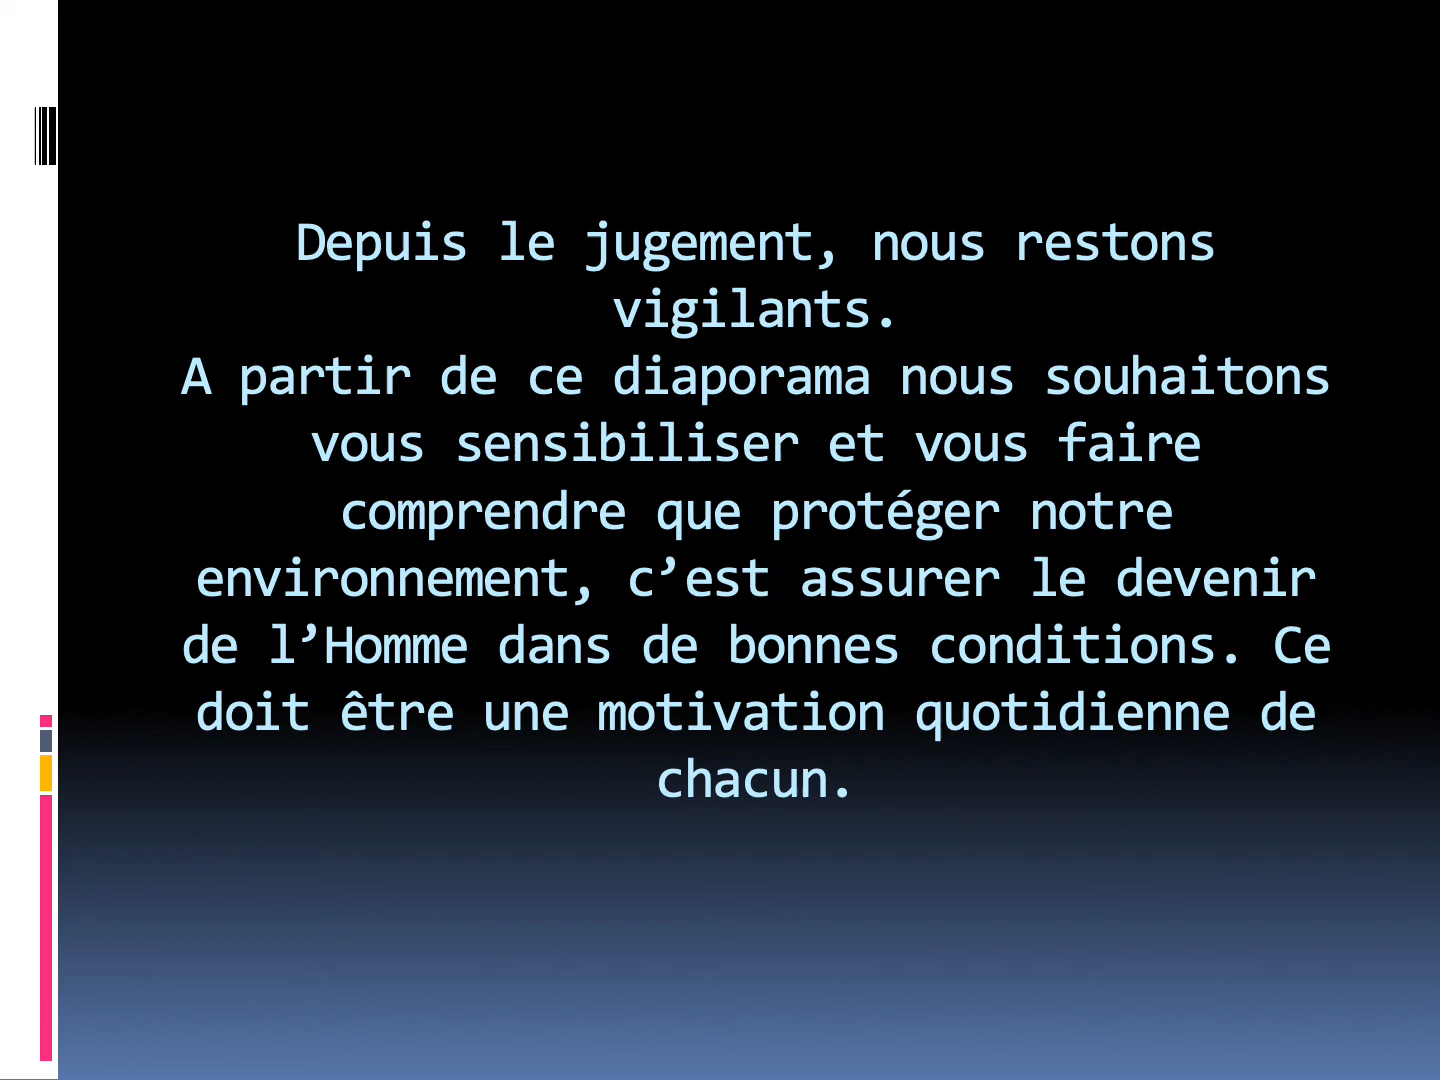 Depuis le jugement, nous restons
vigilants.
A partir de ce diaporama nous souhaitons
vous sensibiliser et vous faire
comprendre que protéger notre
environnement, c’est assurer le devenir
de l’Homme dans de bonnes conditions. Ce
doit être une motivation quotidienne de
chacun.